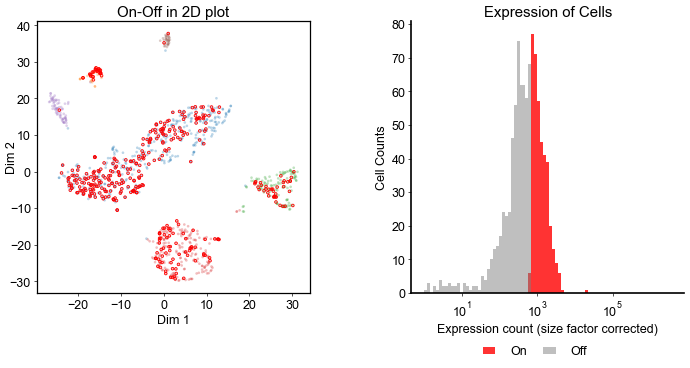 On-Off in 2D plot
40
30
20
10
0
−10
−20
−30
Dim 2
−20 −10 0 10 20 30
Dim 1
Expression of Cells
80
70
60
50
40
30
20
10
0
Cell Counts
10^1 10^3 10^5
Expression count (size factor corrected)
On Off